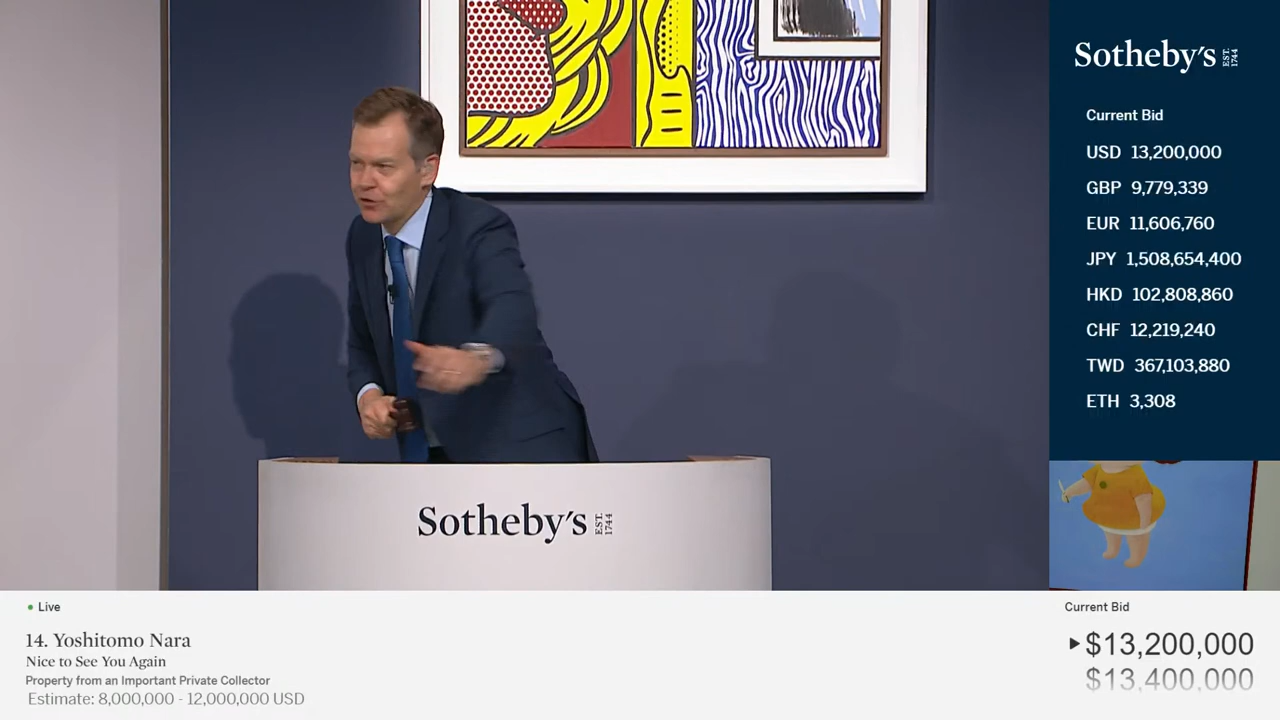 Sotheby's EST. 1744
Current Bid
USD 13,200,000
GBP 9,779,339
EUR 11,606,760
JPY 1,508,654,400
HKD 102,808,860
CHF 12,219,240
TWD 367,103,880
ETH 3,308
Sotheby's EST. 1744
Live
14. Yoshitomo Nara
Nice to See You Again
Property from an Important Private Collector
Estimate: 8,000,000 - 12,000,000 USD
Current Bid
$13,200,000
$13,400,000